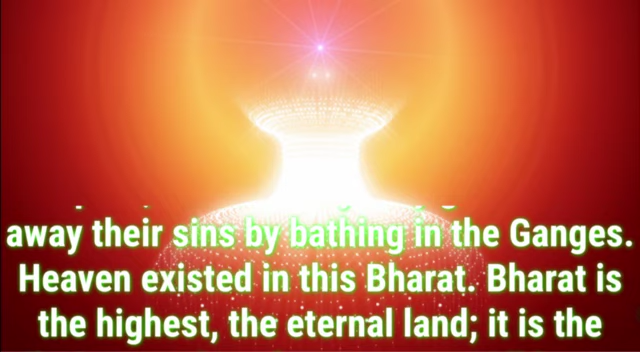 away their sins by bathing in the Ganges.
Heaven existed in this Bharat. Bharat is
the highest, the eternal land; it is the